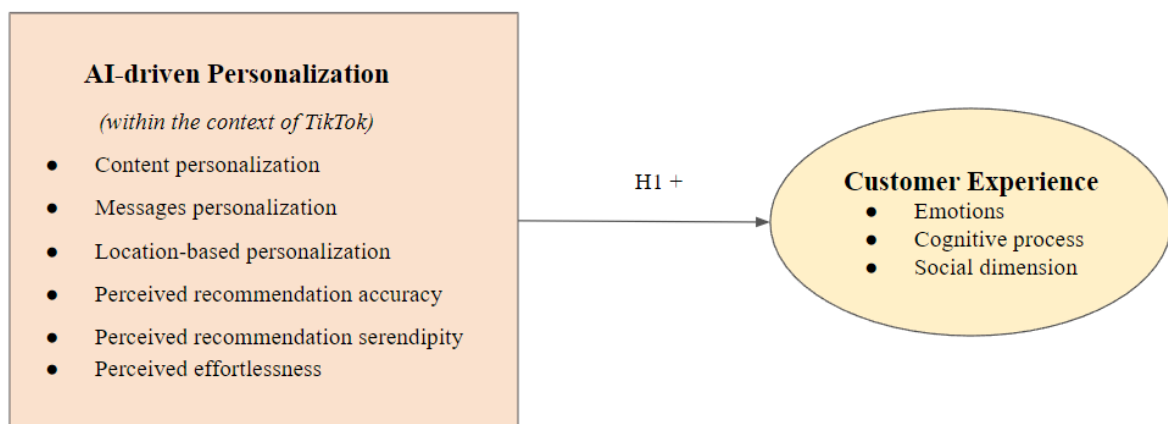 AI-driven Personalization
(within the context of TikTok)
● Content personalization
● Messages personalization
● Location-based personalization
● Perceived recommendation accuracy
● Perceived recommendation serendipity
● Perceived effortlessness
H1 +
Customer Experience
● Emotions
● Cognitive process
● Social dimension